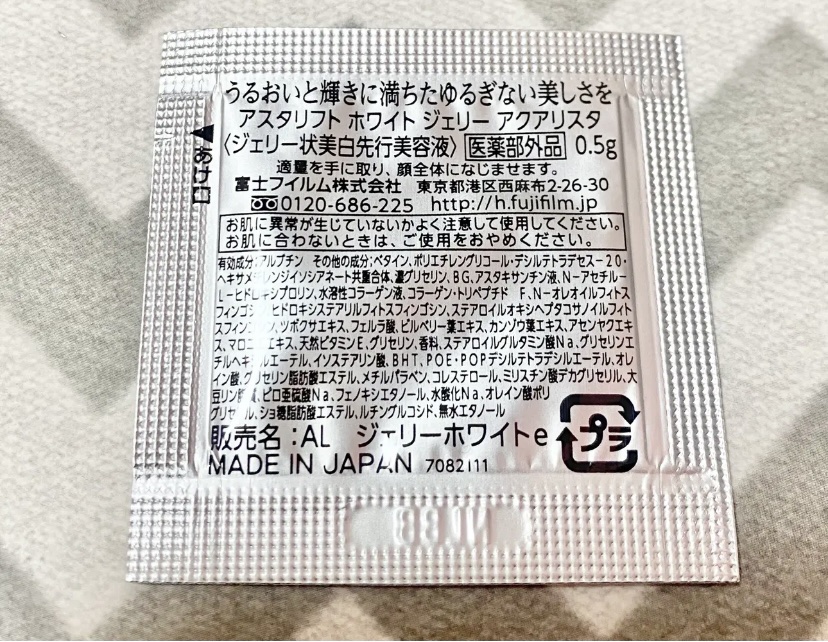 うるおいと輝きに満ちたゆるぎない美しさを
アスタリフト ホワイト ジェリー アクアリスタ
〈ジェリー状美白先行美容液〉 医薬部外品 0.5g
適量を手に取り、顔全体になじませます。
富士フイルム株式会社 東京都港区西麻布2-26-30
0120-686-225 http://h.fujifilm.jp
お肌に異常が生じていないかよく注意して使用してください。
お肌に合わないときは、ご使用をおやめください。
有効成分:アルブチン その他の成分:ベタイン、ポリエチレングリコール・デシルテトラデセス-20・
ヘキサメチレンジイソシアネート共重合体、濃グリセリン、BG、アスタキサンチン液、N-アセチル-
L-ヒドロキシプロリン、水溶性コラーゲン液、コラーゲン・トリペプチド F、N-オレオイルフィトス
フィンゴシン、ヒドロキシステアリルフィトスフィンゴシン、ステアロイルオキシヘプタコサノイルフィト
スフィンゴシン、ツボクサエキス、フェルラ酸、ビルベリー葉エキス、カンゾウ葉エキス、アセンヤクエキ
ス、マロニエエキス、天然ビタミンE、グリセリン、香料、ステアロイルグルタミン酸Na、グリセリンエ
チルヘキシルエーテル、イソステアリン酸、BHT、POE・POPデシルテトラデシルエーテル、オレ
イン酸、グリセリン脂肪酸エステル、メチルパラベン、コレステロール、ミリスチン酸デカグリセリル、大
豆リン脂質、ピロ亜硫酸Na、フェノキシエタノール、水酸化Na、オレイン酸ポリ
グリセリル、ショ糖脂肪酸エステル、ルチングルコシド、無水エタノール
販売名:AL ジェリーホワイトe
MADE IN JAPAN 7082111
プラ
▲あけ口